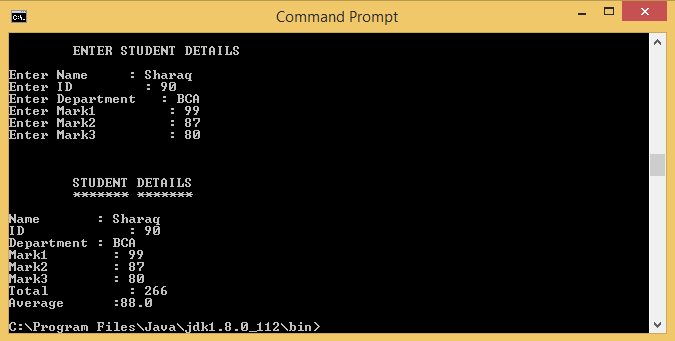 Command Prompt
ENTER STUDENT DETAILS
Enter Name : Sharaq
Enter ID : 90
Enter Department : BCA
Enter Mark1 : 99
Enter Mark2 : 87
Enter Mark3 : 80
STUDENT DETAILS
******* *******
Name : Sharaq
ID : 90
Department : BCA
Mark1 : 99
Mark2 : 87
Mark3 : 80
Total : 266
Average :88.0
C:\Program Files\Java\jdk1.8.0_112\bin>